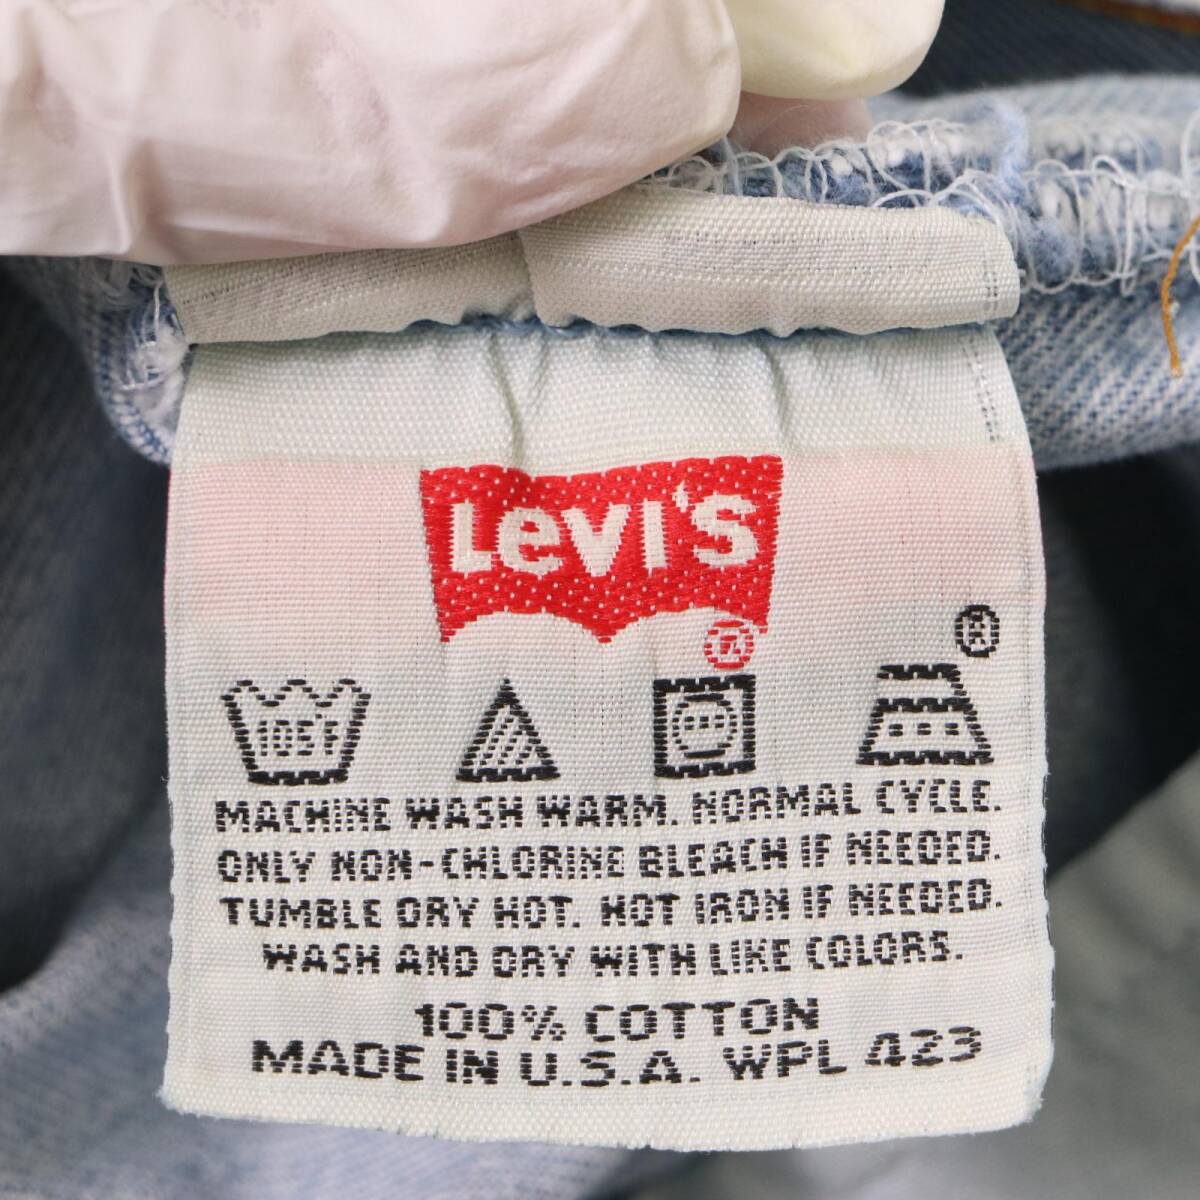 Levi's
®
®
105°F
MACHINE WASH WARM. NORMAL CYCLE.
ONLY NON-CHLORINE BLEACH IF NEEDED.
TUMBLE DRY HOT. HOT IRON IF NEEDED.
WASH AND DRY WITH LIKE COLORS.
100% COTTON
MADE IN U.S.A. WPL 423